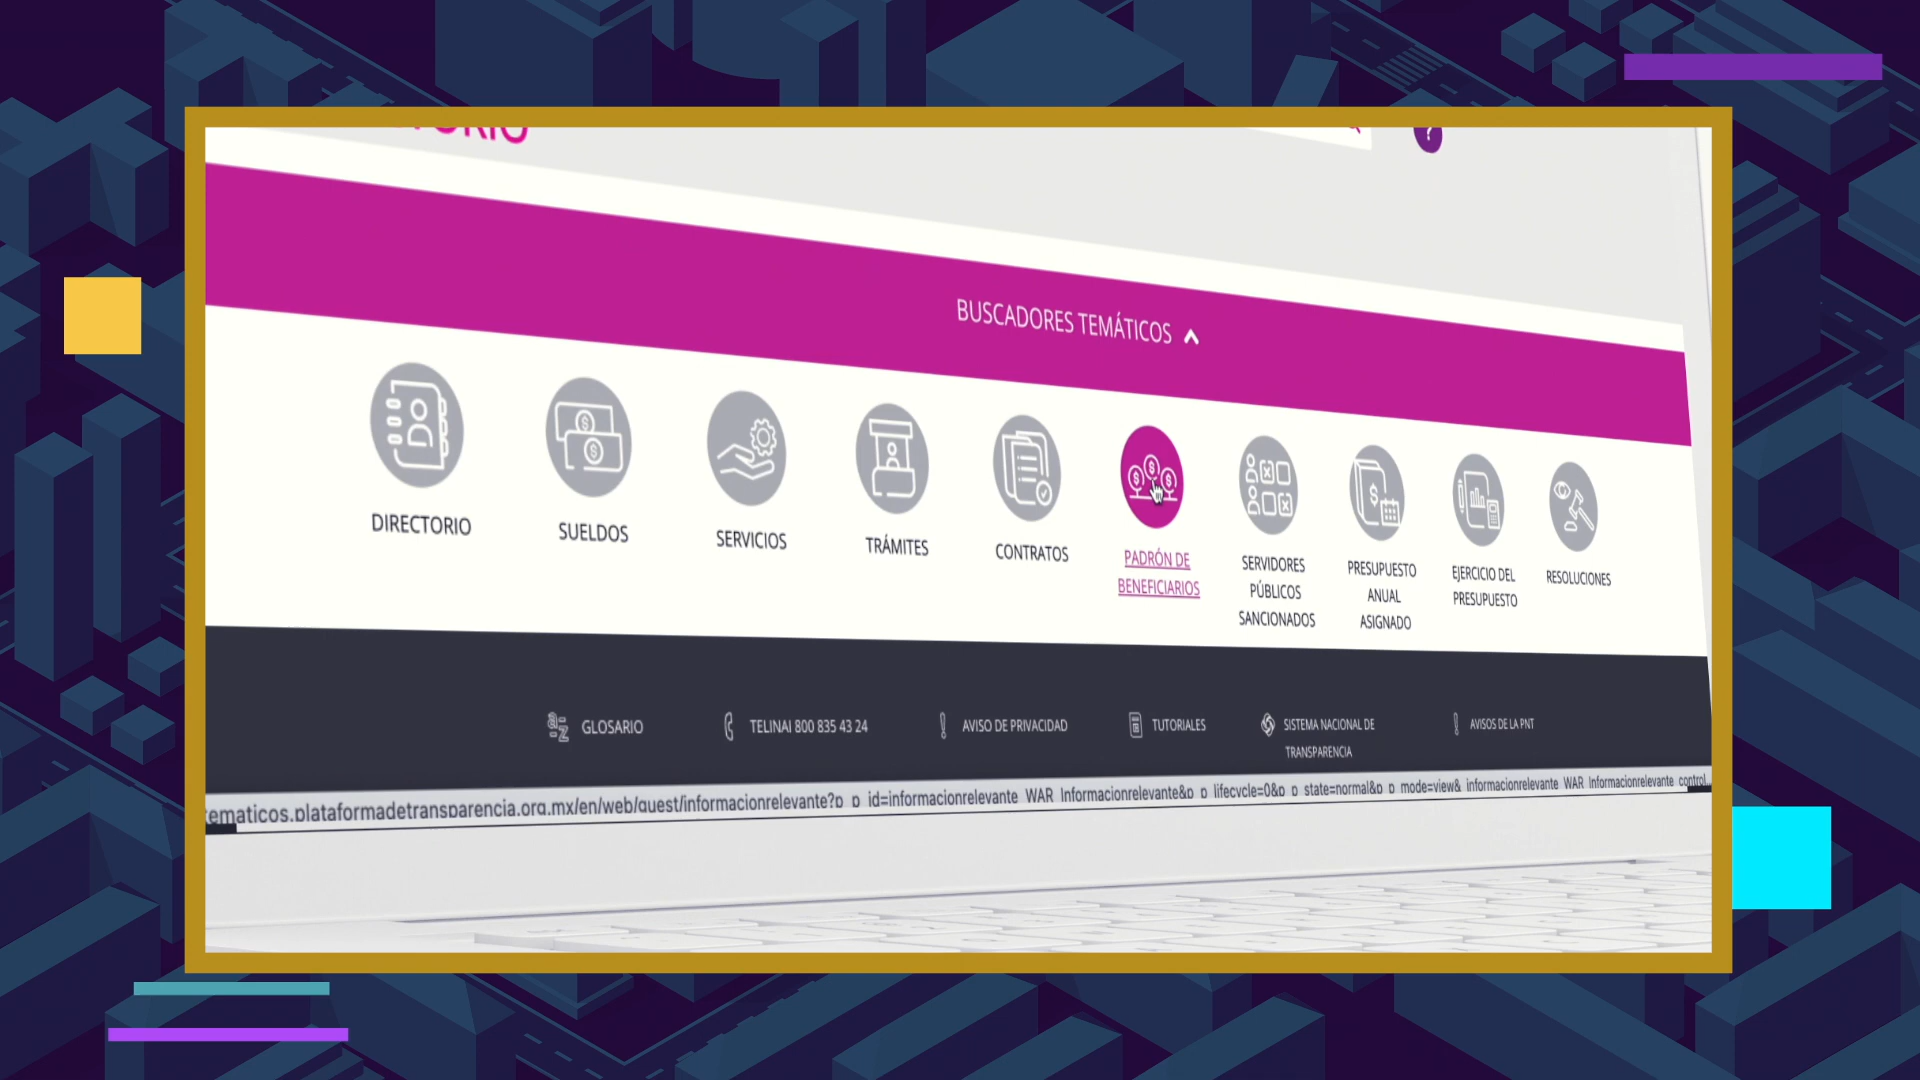 BUSCADORES TEMÁTICOS
DIRECTORIO
SUELDOS
SERVICIOS
TRÁMITES
CONTRATOS
PADRÓN DE
BENEFICIARIOS
SERVIDORES
PÚBLICOS
SANCIONADOS
PRESUPUESTO
ANUAL
ASIGNADO
EJERCICIO DEL
PRESUPUESTO
RESOLUCIONES
GLOSARIO
TELINAI 800 835 43 24
AVISO DE PRIVACIDAD
TUTORIALES
SISTEMA NACIONAL DE
TRANSPARENCIA
AVISOS DE LA PNT
ematicos.plataformadetransparencia.org.mx/en/web/guest/informacionrelevante?p_p_id=informacionrelevante_WAR_Informacionrelevante&p_p_lifecycle=0&p_p_state=normal&p_p_mode=view&_informacionrelevante_WAR_Informacionrelevante_control...